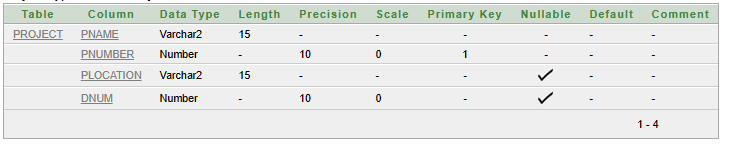 Table Column Data Type Length Precision Scale Primary Key Nullable Default Comment
PROJECT PNAME Varchar2 15 - - - - - -
PNUMBER Number - 10 0 1 - - -
PLOCATION Varchar2 15 - - - ✓ - -
DNUM Number - 10 0 - ✓ - -
1 - 4